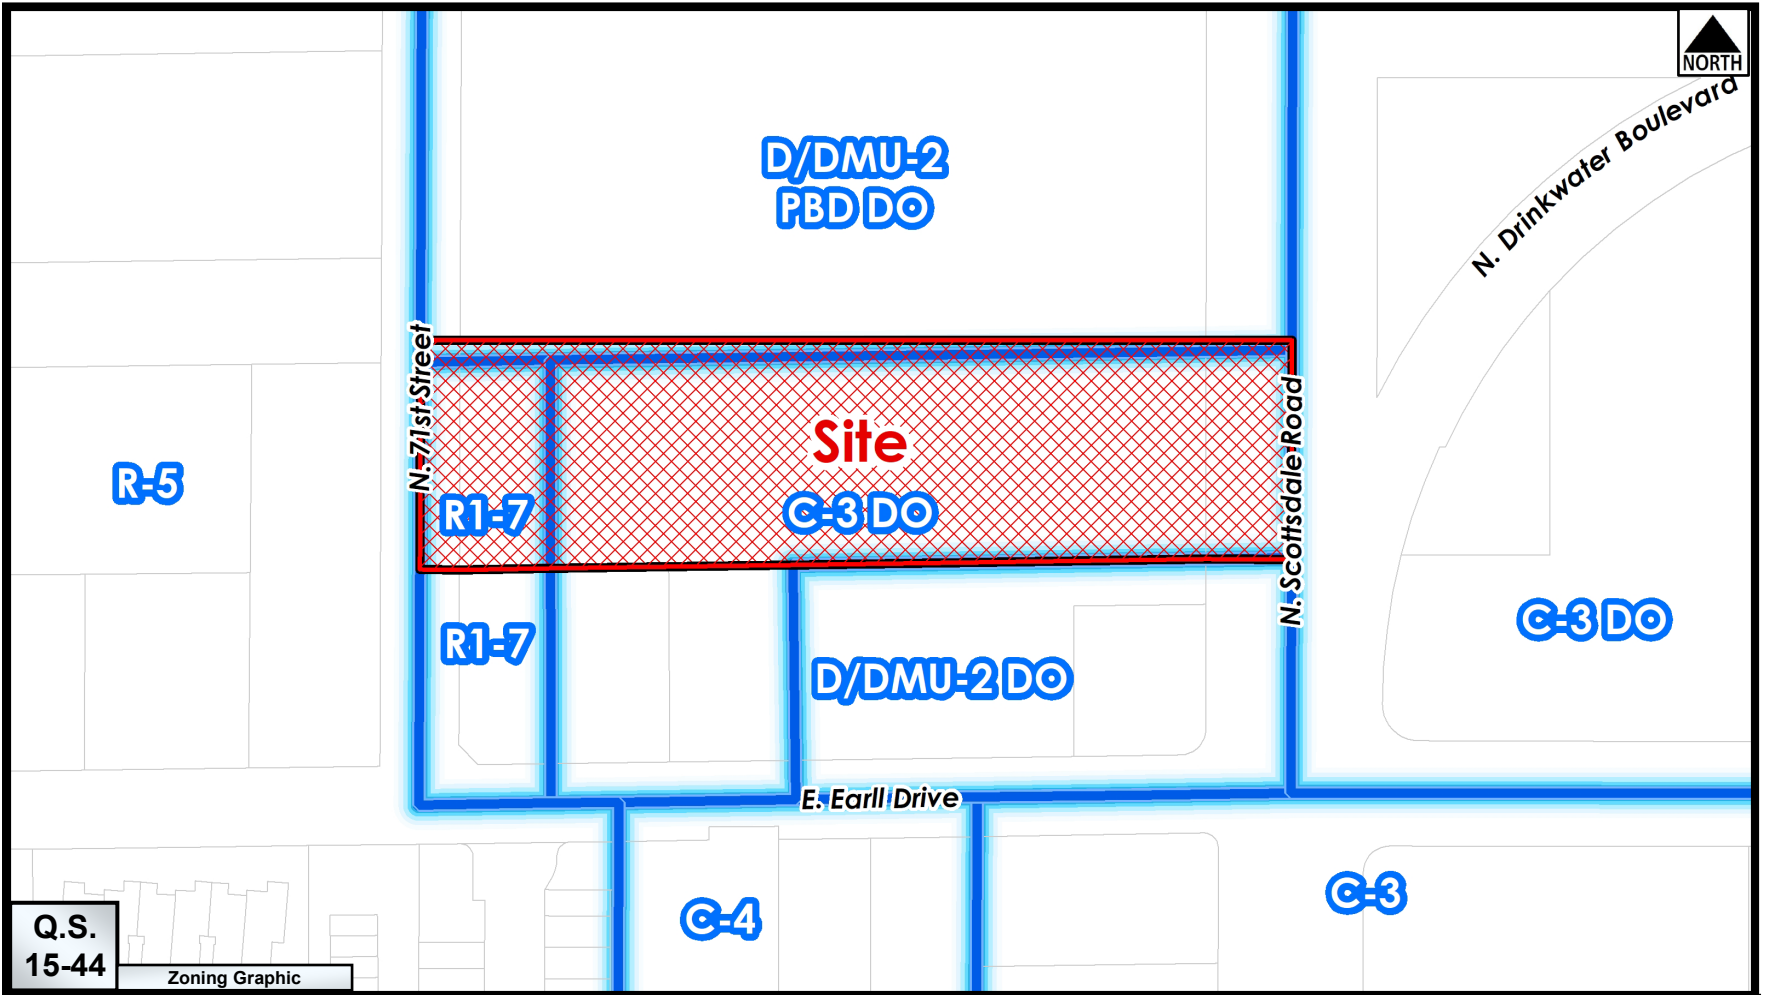 NORTH
N. Drinkwater Boulevard
D/DMU-2
PBD DO
N. 71st Street
Site
N. Scottsdale Road
R-5
R1-7
C-3 DO
R1-7
D/DMU-2 DO
C-3 DO
E. Earll Drive
C-4
C-3
Q.S.
15-44
Zoning Graphic